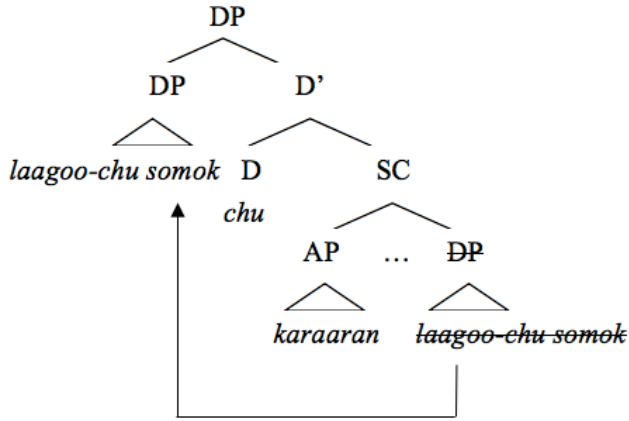 DP
DP D’
laagoo-chu somok D SC
chu
AP … DP
karaaran laagoo-chu somok